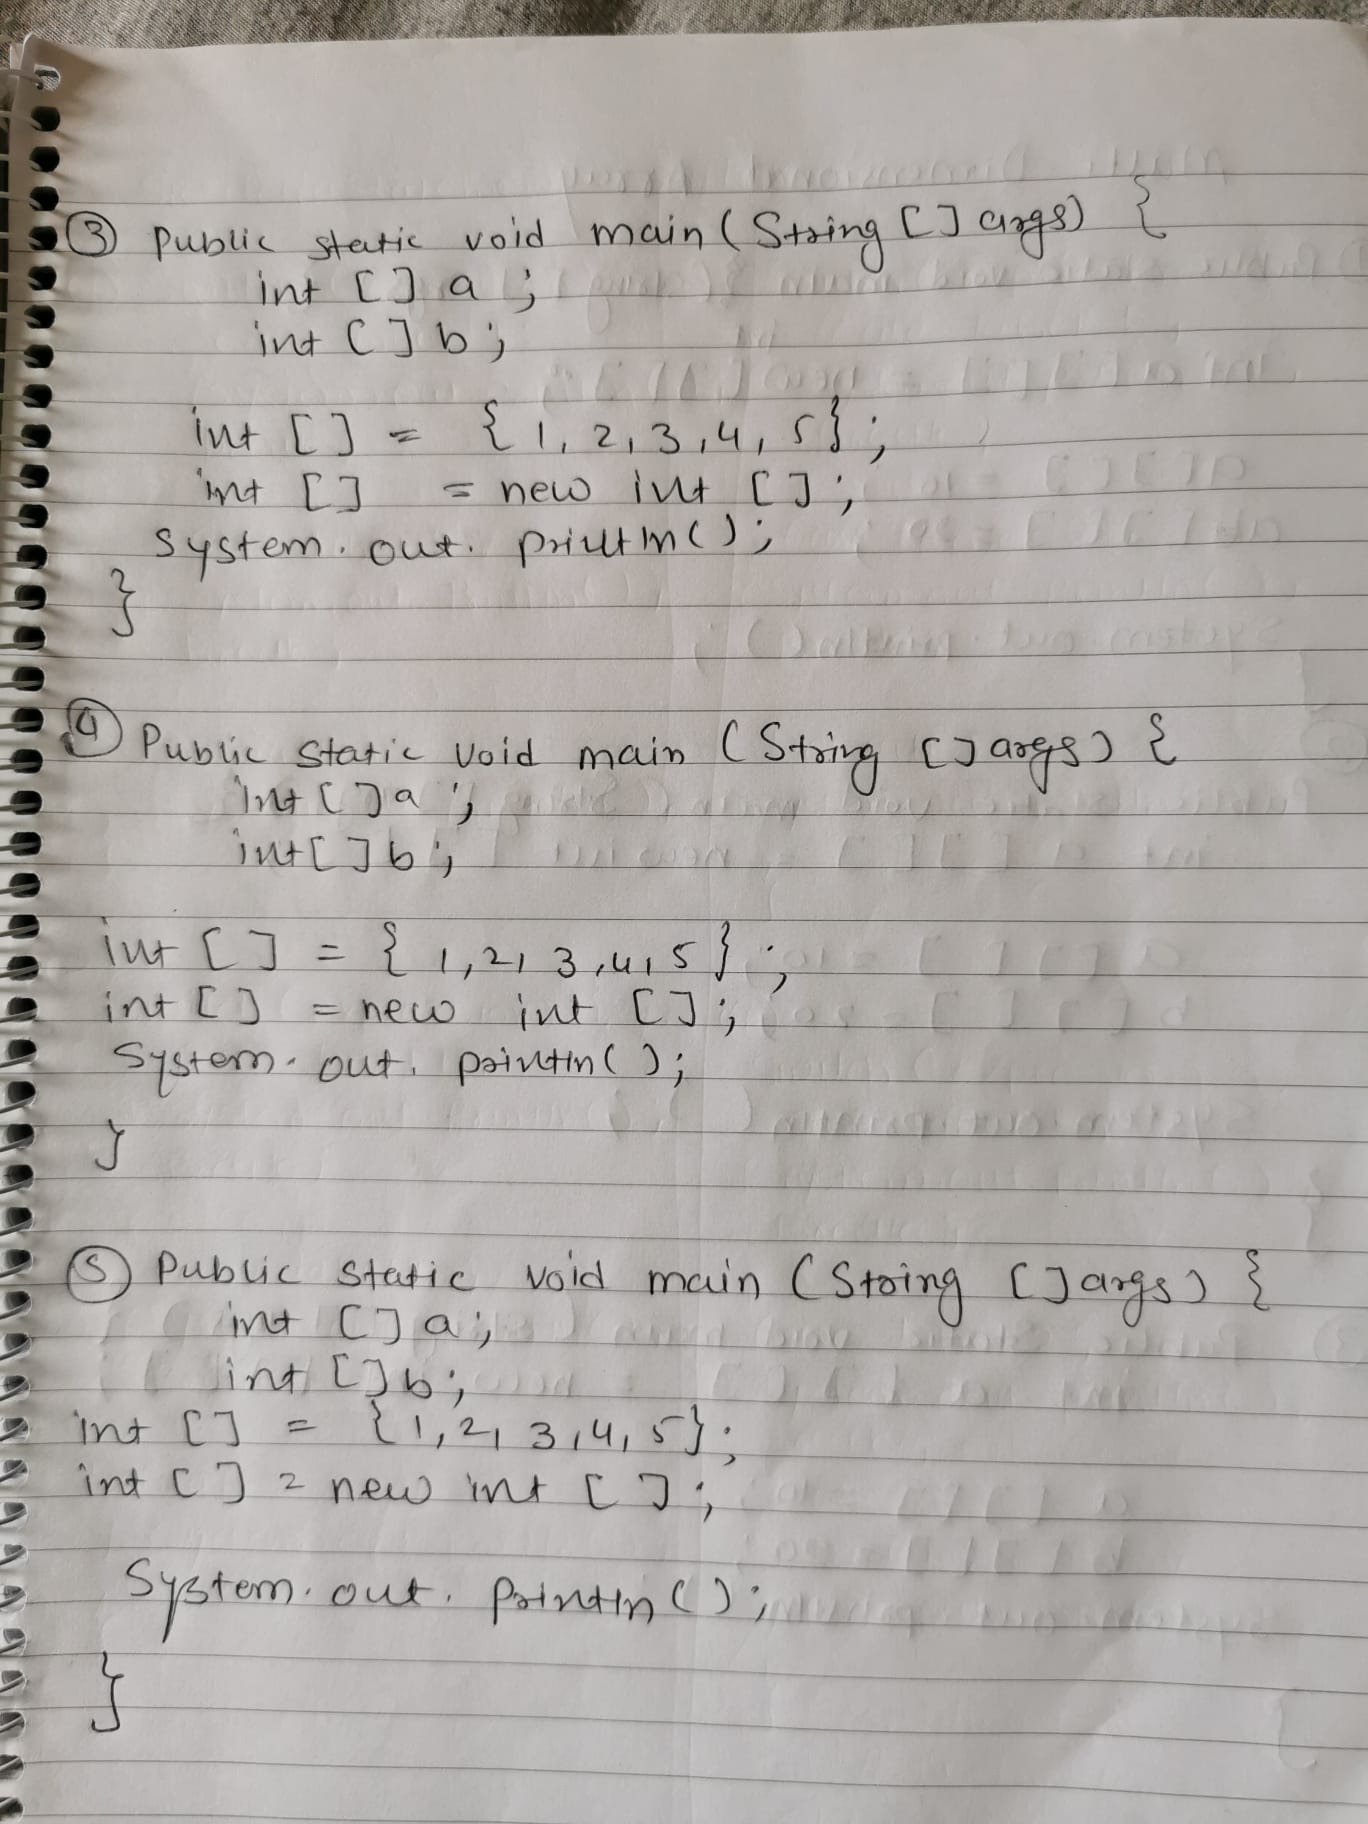 ③ Public static void main (String [] args) {
int [] a ;
int [] b ;
int [] = { 1, 2, 3, 4, 5 } ;
int [] = new int [] ;
System. out. println() ;
}
④ Public static void main (String [] args) {
int [] a ;
int [] b ;
int [] = { 1, 2, 3, 4, 5 } ;
int [] = new int [] ;
System. out. println( ) ;
}
⑤ Public static void main (String [] args) {
int [] a ;
int [] b ;
int [] = { 1, 2, 3, 4, 5 } ;
int [] = new int [] ;
System. out. println ( ) ;
}